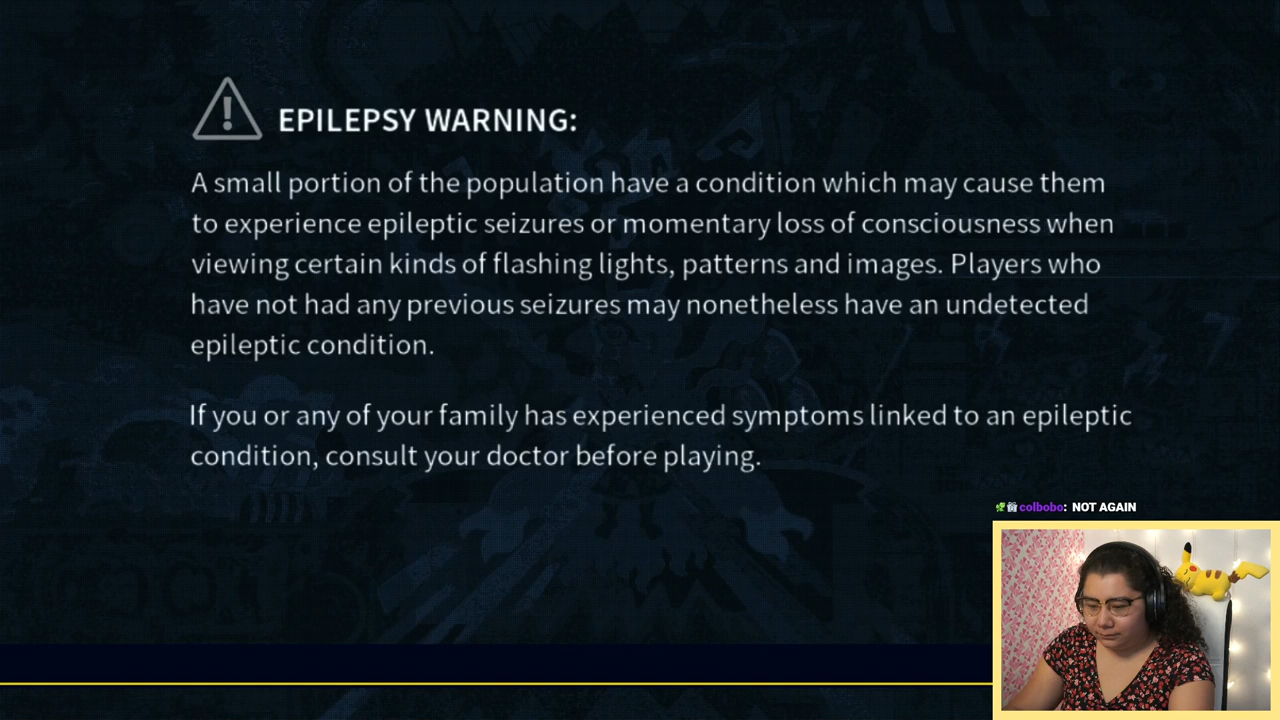 EPILEPSY WARNING:
A small portion of the population have a condition which may cause them
to experience epileptic seizures or momentary loss of consciousness when
viewing certain kinds of flashing lights, patterns and images. Players who
have not had any previous seizures may nonetheless have an undetected
epileptic condition.
If you or any of your family has experienced symptoms linked to an epileptic
condition, consult your doctor before playing.
colbobo: NOT AGAIN